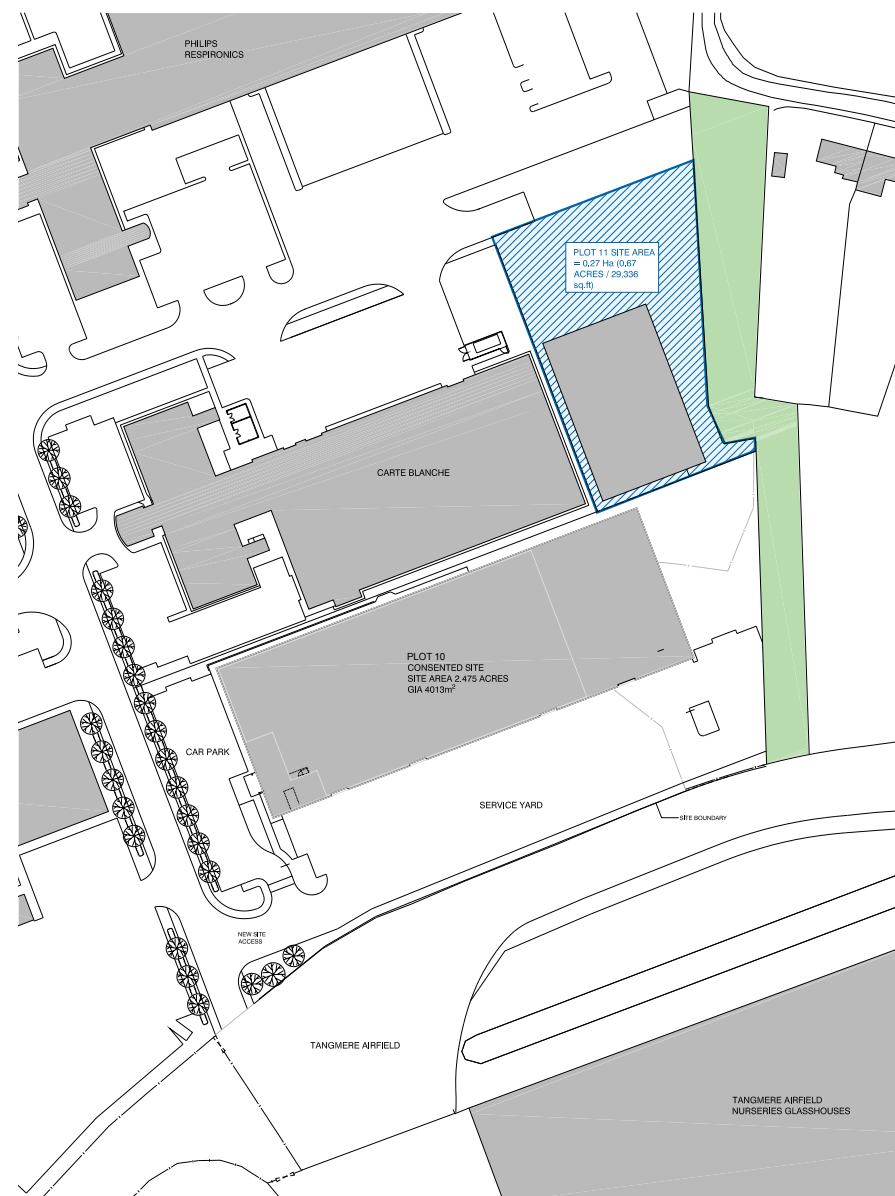 PHILIPS
RESPIRONICS
PLOT 11 SITE AREA
= 0,27 Ha (0,67
ACRES / 29,336
sq.ft)
CARTE BLANCHE
PLOT 10
CONSENTED SITE
SITE AREA 2.475 ACRES
GIA 4013m²
CAR PARK
SERVICE YARD
SITE BOUNDARY
NEW SITE
ACCESS
TANGMERE AIRFIELD
TANGMERE AIRFIELD
NURSERIES GLASSHOUSES